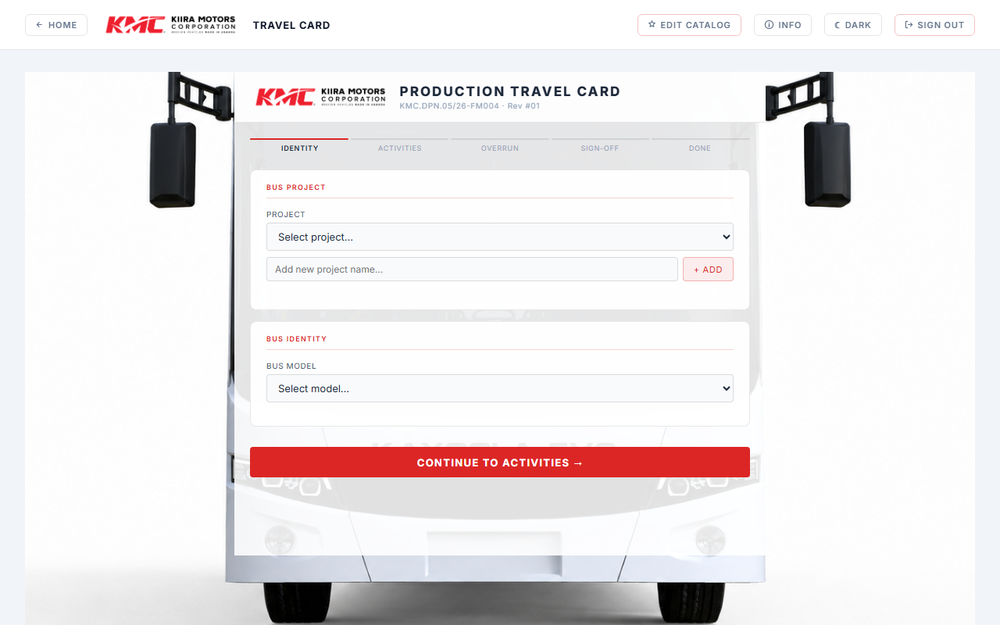 ← HOME
KMC KIIRA MOTORS
CORPORATION
TRAVEL CARD
EDIT CATALOG
INFO
DARK
SIGN OUT
KMC KIIRA MOTORS
CORPORATION
PRODUCTION TRAVEL CARD
KMC.DPN.05/26-FM004 · Rev #01
IDENTITY
ACTIVITIES
OVERRUN
SIGN-OFF
DONE
BUS PROJECT
PROJECT
Select project...
Add new project name...
+ ADD
BUS IDENTITY
BUS MODEL
Select model...
CONTINUE TO ACTIVITIES →